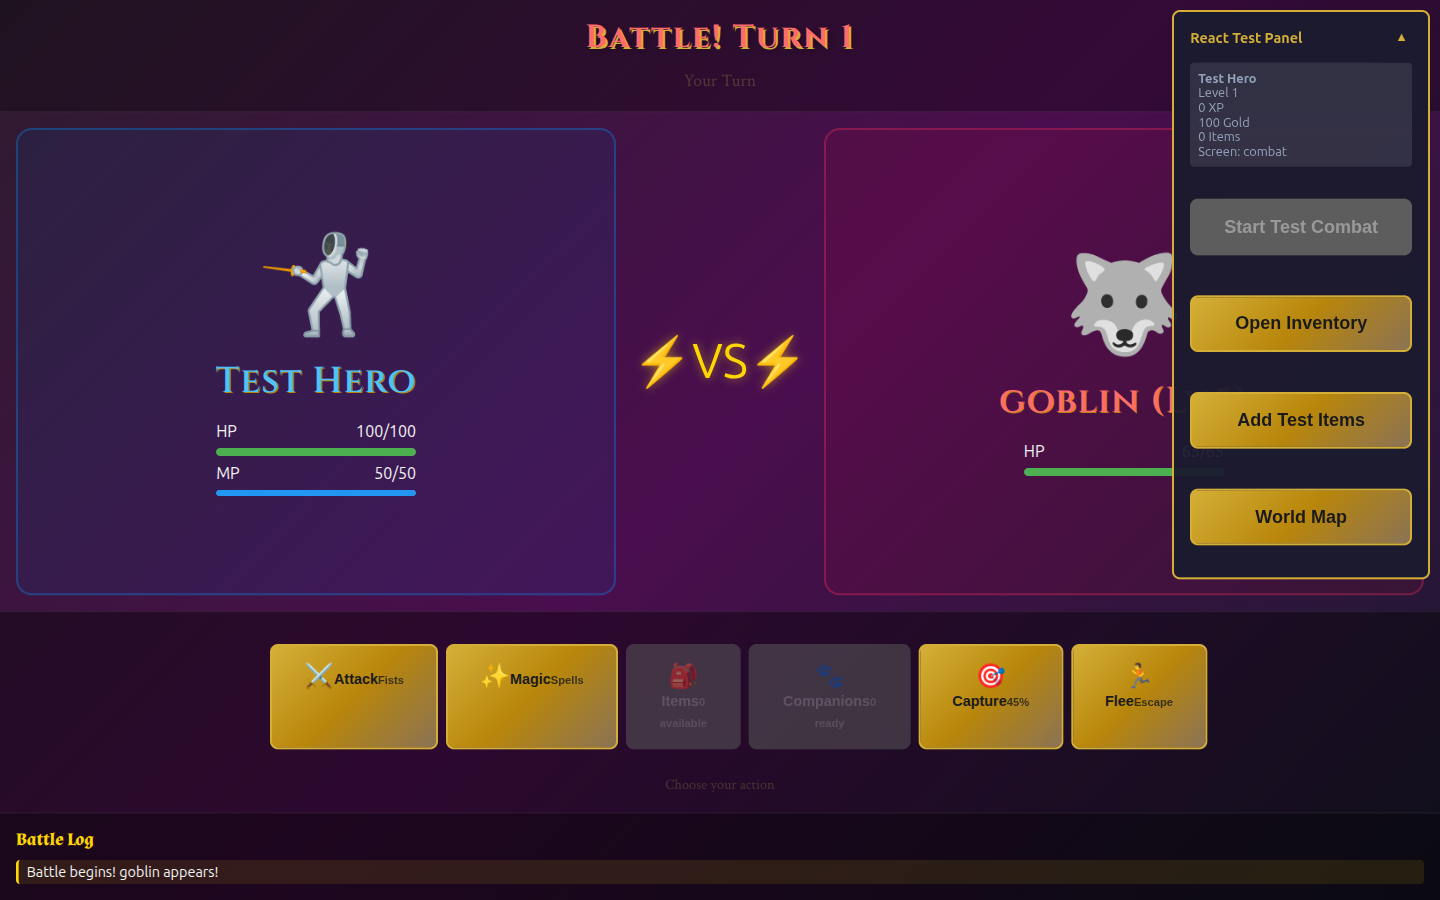 Battle! Turn 1
Your Turn
React Test Panel ▲
Test Hero
Level 1
0 XP
100 Gold
0 Items
Screen: combat
Start Test Combat
Open Inventory
Add Test Items
World Map
Test Hero
HP 100/100
MP 50/50
⚡VS⚡
goblin (
HP 65/65
AttackFists
MagicSpells
Items0
available
Companions0
ready
Capture45%
FleeEscape
Choose your action
Battle Log
Battle begins! goblin appears!